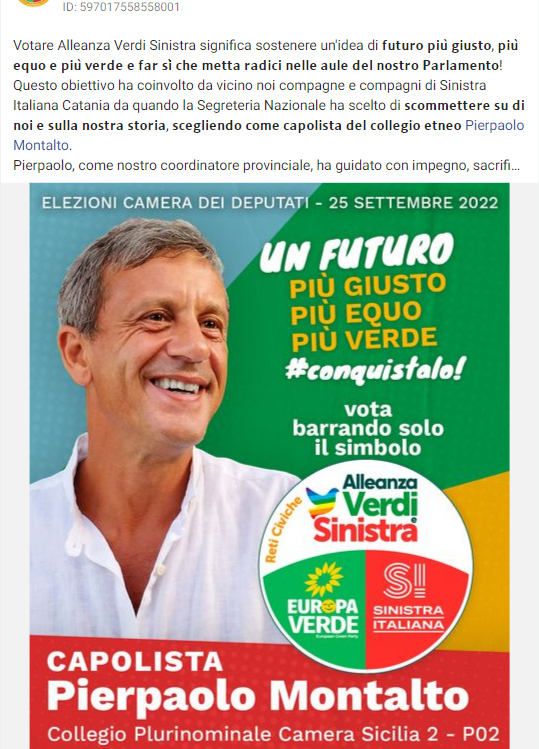 ID: 597017558558001
Votare Alleanza Verdi Sinistra significa sostenere un'idea di futuro più giusto, più
equo e più verde e far sì che metta radici nelle aule del nostro Parlamento!
Questo obiettivo ha coinvolto da vicino noi compagne e compagni di Sinistra
Italiana Catania da quando la Segreteria Nazionale ha scelto di scommettere su di
noi e sulla nostra storia, scegliendo come capolista del collegio etneo Pierpaolo
Montalto.
Pierpaolo, come nostro coordinatore provinciale, ha guidato con impegno, sacrifi...
ELEZIONI CAMERA DEI DEPUTATI - 25 SETTEMBRE 2022
UN FUTURO
PIÙ GIUSTO
PIÙ EQUO
PIÙ VERDE
#conquistalo!
vota
barrando solo
il simbolo
Reti Civiche
Alleanza
Verdi
e
Sinistra
EUROPA
VERDE
European Green Party
SI
SINISTRA
ITALIANA
CAPOLISTA
Pierpaolo Montalto
Collegio Plurinominale Camera Sicilia 2 - P02